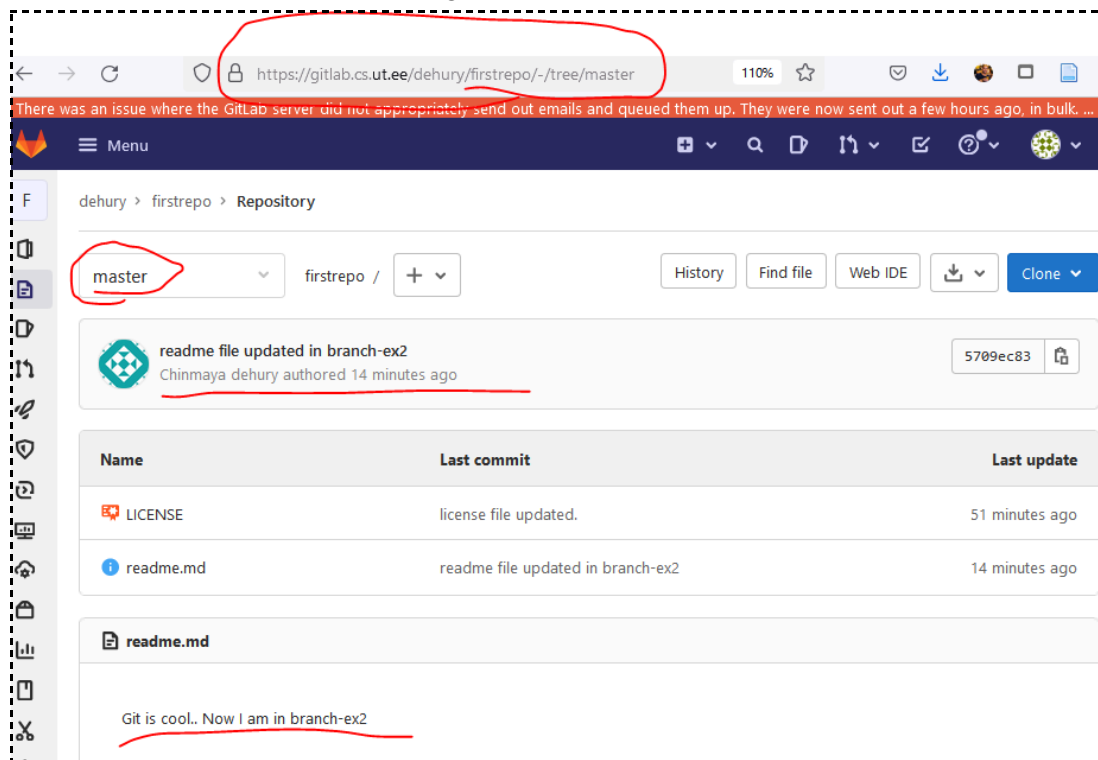 https://gitlab.cs.ut.ee/dehury/firstrepo/-/tree/master 110%
There was an issue where the GitLab server did not appropriately send out emails and queued them up. They were now sent out a few hours ago, in bulk. ...
Menu
F dehury > firstrepo > Repository
master firstrepo / + History Find file Web IDE Clone
readme file updated in branch-ex2
Chinmaya dehury authored 14 minutes ago
5709ec83
Name Last commit Last update
LICENSE license file updated. 51 minutes ago
readme.md readme file updated in branch-ex2 14 minutes ago
readme.md
Git is cool.. Now I am in branch-ex2